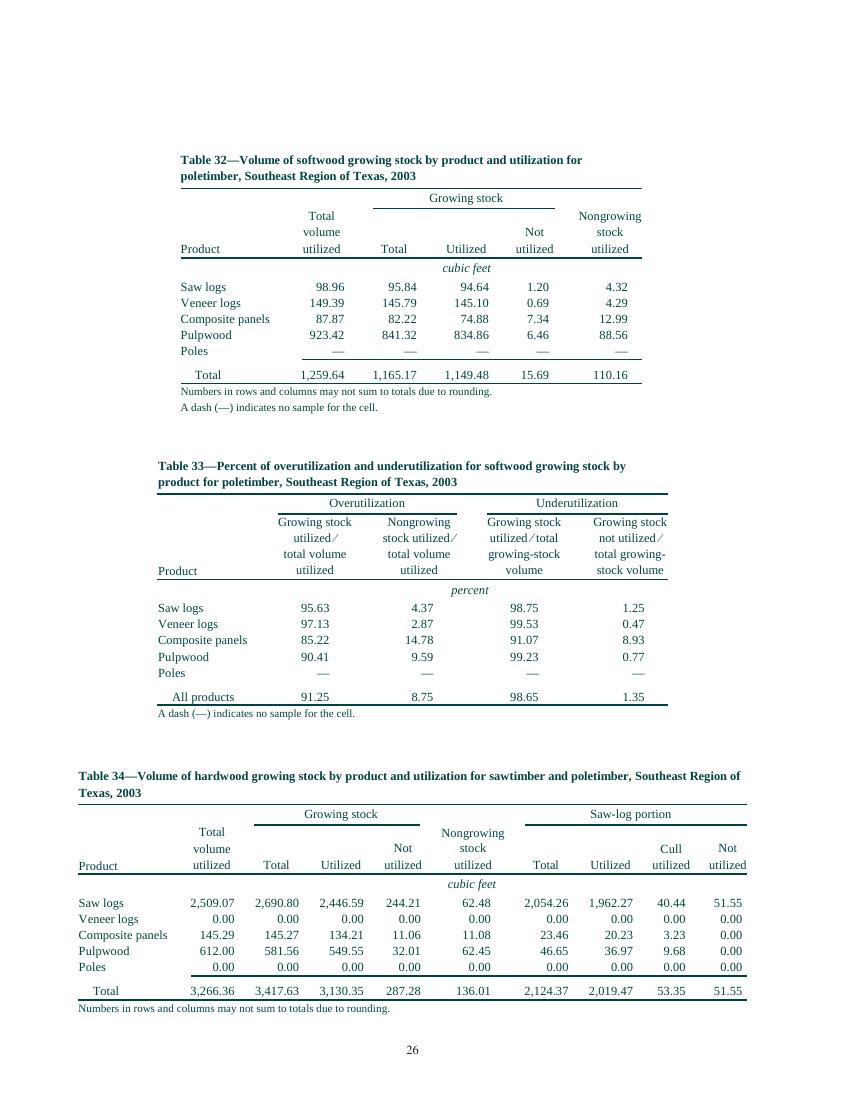 Table 32—Volume of softwood growing stock by product and utilization for
poletimber, Southeast Region of Texas, 2003
Growing stock
Total Nongrowing
volume Not stock
Product utilized Total Utilized utilized utilized
cubic feet
Saw logs 98.96 95.84 94.64 1.20 4.32
Veneer logs 149.39 145.79 145.10 0.69 4.29
Composite panels 87.87 82.22 74.88 7.34 12.99
Pulpwood 923.42 841.32 834.86 6.46 88.56
Poles — — — — —
Total 1,259.64 1,165.17 1,149.48 15.69 110.16
Numbers in rows and columns may not sum to totals due to rounding.
A dash (—) indicates no sample for the cell.
Table 33—Percent of overutilization and underutilization for softwood growing stock by
product for poletimber, Southeast Region of Texas, 2003
Overutilization Underutilization
Growing stock Nongrowing Growing stock Growing stock
utilized ⁄ stock utilized ⁄ utilized ⁄ total not utilized ⁄
total volume total volume growing-stock total growing-
Product utilized utilized volume stock volume
percent
Saw logs 95.63 4.37 98.75 1.25
Veneer logs 97.13 2.87 99.53 0.47
Composite panels 85.22 14.78 91.07 8.93
Pulpwood 90.41 9.59 99.23 0.77
Poles — — — —
All products 91.25 8.75 98.65 1.35
A dash (—) indicates no sample for the cell.
Table 34—Volume of hardwood growing stock by product and utilization for sawtimber and poletimber, Southeast Region of
Texas, 2003
Growing stock Saw-log portion
Total Nongrowing
volume Not stock Cull Not
Product utilized Total Utilized utilized utilized Total Utilized utilized utilized
cubic feet
Saw logs 2,509.07 2,690.80 2,446.59 244.21 62.48 2,054.26 1,962.27 40.44 51.55
Veneer logs 0.00 0.00 0.00 0.00 0.00 0.00 0.00 0.00 0.00
Composite panels 145.29 145.27 134.21 11.06 11.08 23.46 20.23 3.23 0.00
Pulpwood 612.00 581.56 549.55 32.01 62.45 46.65 36.97 9.68 0.00
Poles 0.00 0.00 0.00 0.00 0.00 0.00 0.00 0.00 0.00
Total 3,266.36 3,417.63 3,130.35 287.28 136.01 2,124.37 2,019.47 53.35 51.55
Numbers in rows and columns may not sum to totals due to rounding.
26